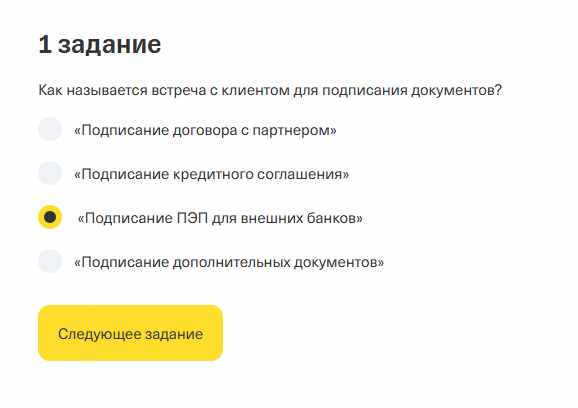 1 задание
Как называется встреча с клиентом для подписания документов?
«Подписание договора с партнером»
«Подписание кредитного соглашения»
«Подписание ПЭП для внешних банков»
«Подписание дополнительных документов»
Следующее задание